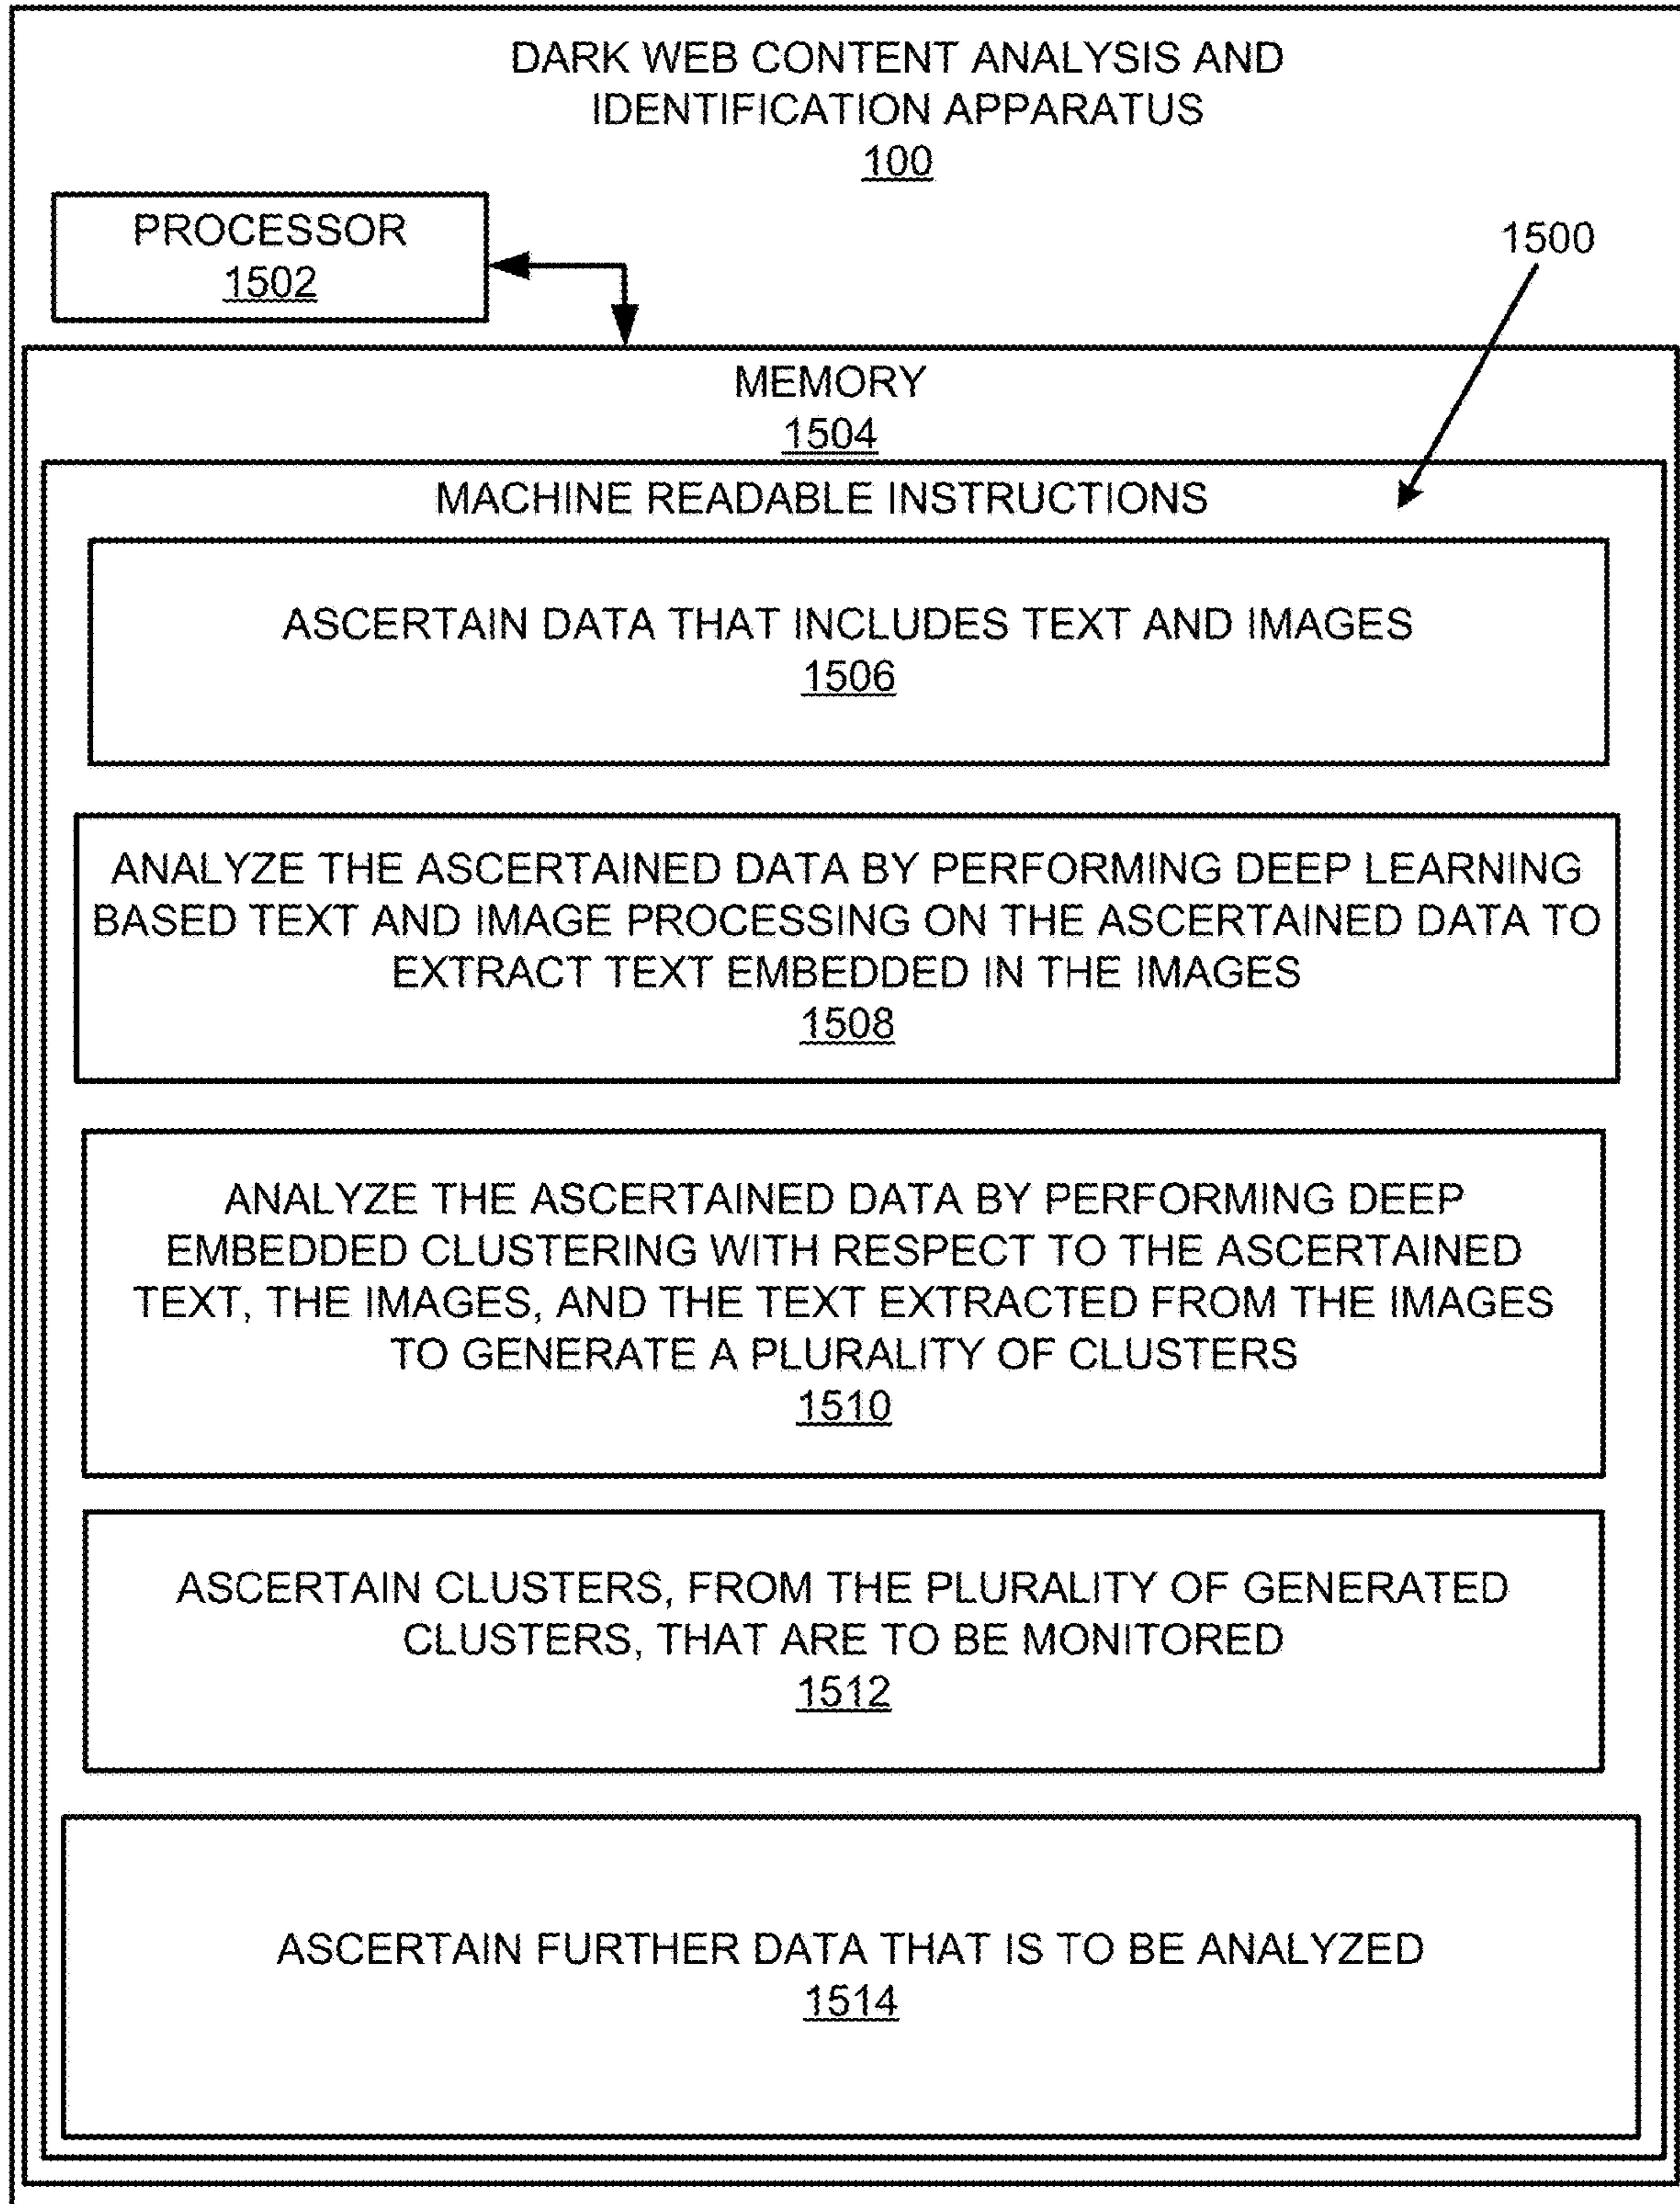 DARK WEB CONTENT ANALYSIS AND
IDENTIFICATION APPARATUS
100
PROCESSOR
1502
1500
MEMORY
1504
MACHINE READABLE INSTRUCTIONS
ASCERTAIN DATA THAT INCLUDES TEXT AND IMAGES
1506
ANALYZE THE ASCERTAINED DATA BY PERFORMING DEEP LEARNING
BASED TEXT AND IMAGE PROCESSING ON THE ASCERTAINED DATA TO
EXTRACT TEXT EMBEDDED IN THE IMAGES
1508
ANALYZE THE ASCERTAINED DATA BY PERFORMING DEEP
EMBEDDED CLUSTERING WITH RESPECT TO THE ASCERTAINED
TEXT, THE IMAGES, AND THE TEXT EXTRACTED FROM THE IMAGES
TO GENERATE A PLURALITY OF CLUSTERS
1510
ASCERTAIN CLUSTERS, FROM THE PLURALITY OF GENERATED
CLUSTERS, THAT ARE TO BE MONITORED
1512
ASCERTAIN FURTHER DATA THAT IS TO BE ANALYZED
1514